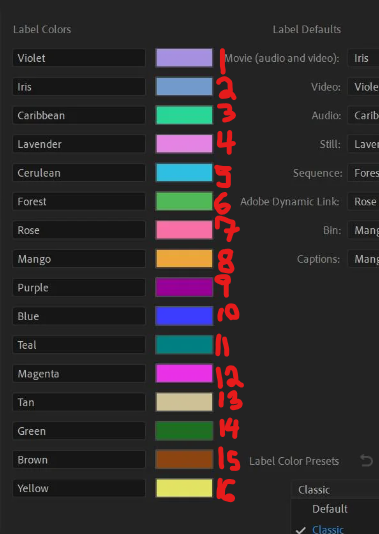 Label Colors Label Defaults
Violet 1 Movie (audio and video): Iris
Iris 2 Video: Viole
Caribbean 3 Audio: Carib
Lavender 4 Still: Laven
Cerulean 5 Sequence: Fores
Forest 6 Adobe Dynamic Link: Rose
Rose 7 Bin: Mang
Mango 8 Captions: Mang
Purple 9
Blue 10
Teal 11
Magenta 12
Tan 13
Green 14
Brown 15 Label Color Presets
Yellow 16 Classic
Default
Classic